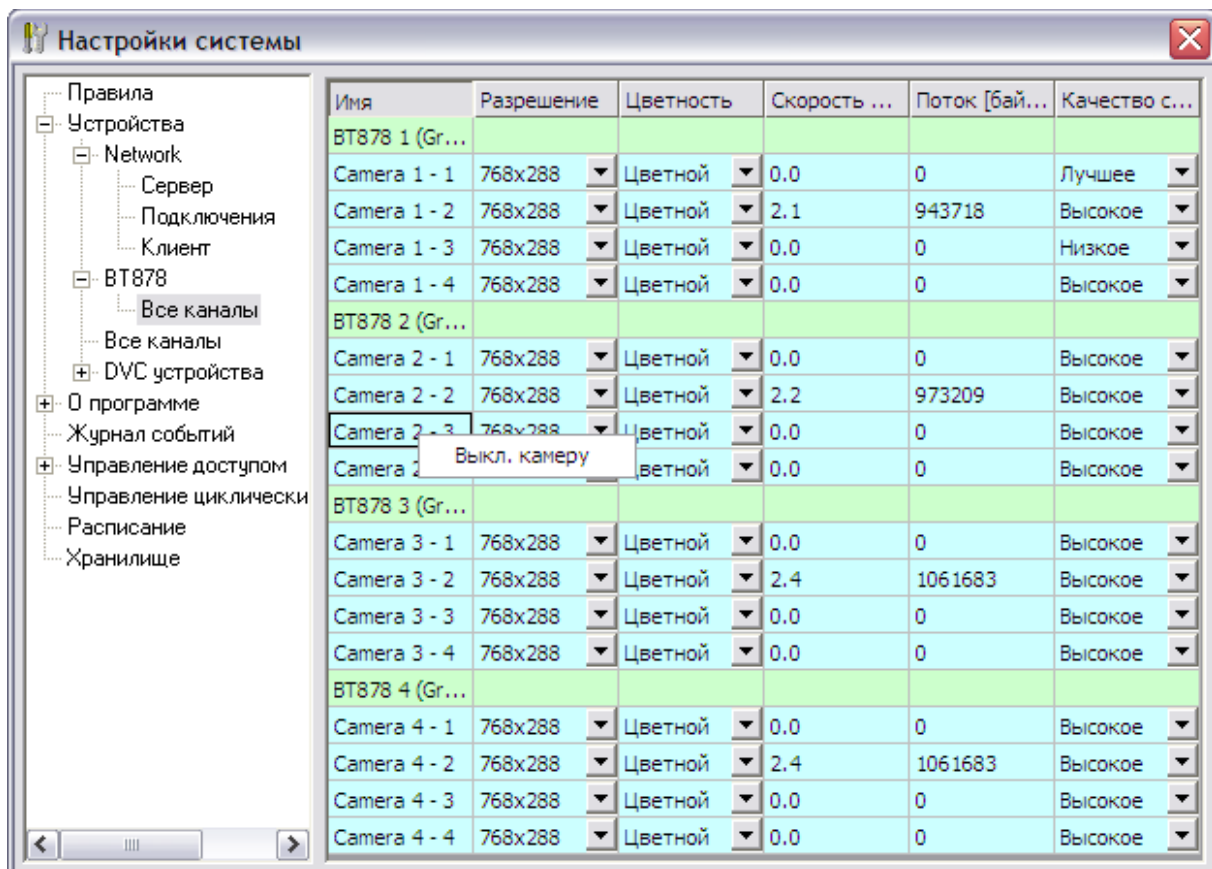 Настройки системы
Правила
Устройства
Network
Сервер
Подключения
Клиент
BT878
Все каналы
Все каналы
DVC устройства
О программе
Журнал событий
Управление доступом
Управление циклически
Расписание
Хранилище
Имя Разрешение Цветность Скорость ... Поток [бай... Качество с...
BT878 1 (Gr...
Camera 1 - 1 768x288 Цветной 0.0 0 Лучшее
Camera 1 - 2 768x288 Цветной 2.1 943718 Высокое
Camera 1 - 3 768x288 Цветной 0.0 0 Низкое
Camera 1 - 4 768x288 Цветной 0.0 0 Высокое
BT878 2 (Gr...
Camera 2 - 1 768x288 Цветной 0.0 0 Высокое
Camera 2 - 2 768x288 Цветной 2.2 973209 Высокое
Camera 2 - 3 768x288 Цветной 0.0 0 Высокое
Выкл. камеру
Camera 2 Цветной 0.0 0 Высокое
BT878 3 (Gr...
Camera 3 - 1 768x288 Цветной 0.0 0 Высокое
Camera 3 - 2 768x288 Цветной 2.4 1061683 Высокое
Camera 3 - 3 768x288 Цветной 0.0 0 Высокое
Camera 3 - 4 768x288 Цветной 0.0 0 Высокое
BT878 4 (Gr...
Camera 4 - 1 768x288 Цветной 0.0 0 Высокое
Camera 4 - 2 768x288 Цветной 2.4 1061683 Высокое
Camera 4 - 3 768x288 Цветной 0.0 0 Высокое
Camera 4 - 4 768x288 Цветной 0.0 0 Высокое